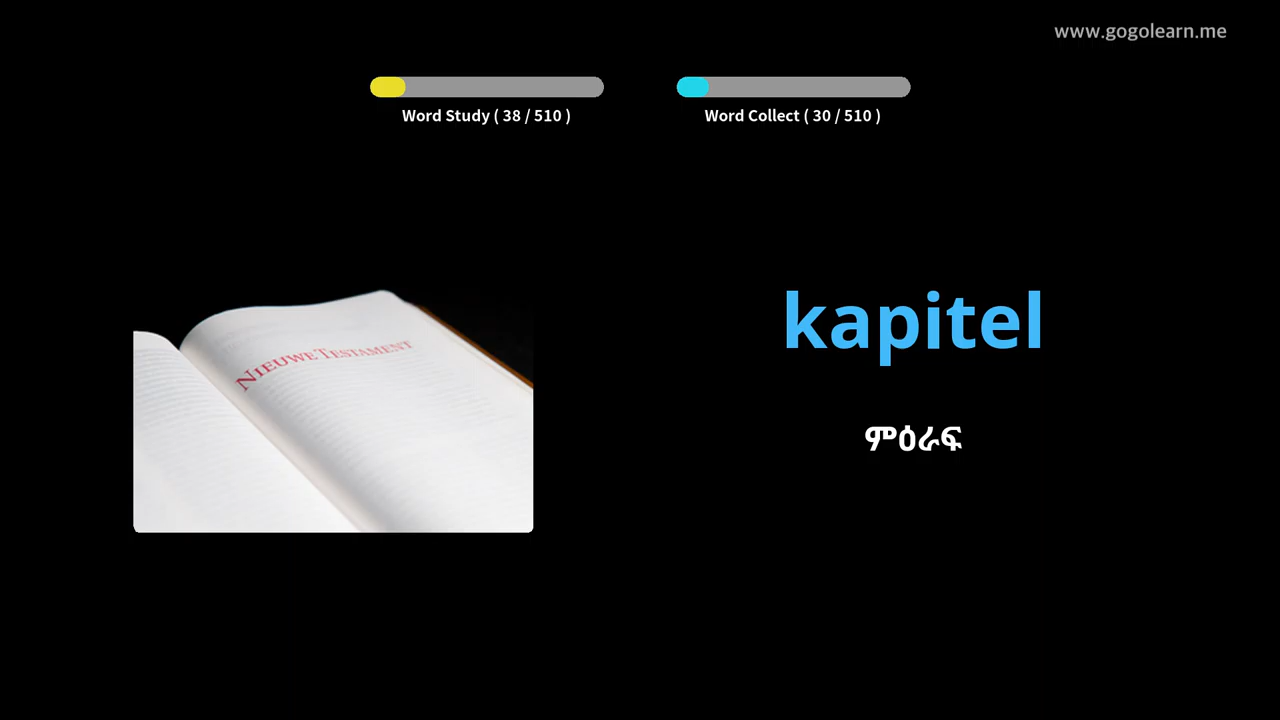 www.gogolearn.me
Word Study ( 38 / 510 )
Word Collect ( 30 / 510 )
NIEUWE TESTAMENT
kapitel
ምዕራፍ